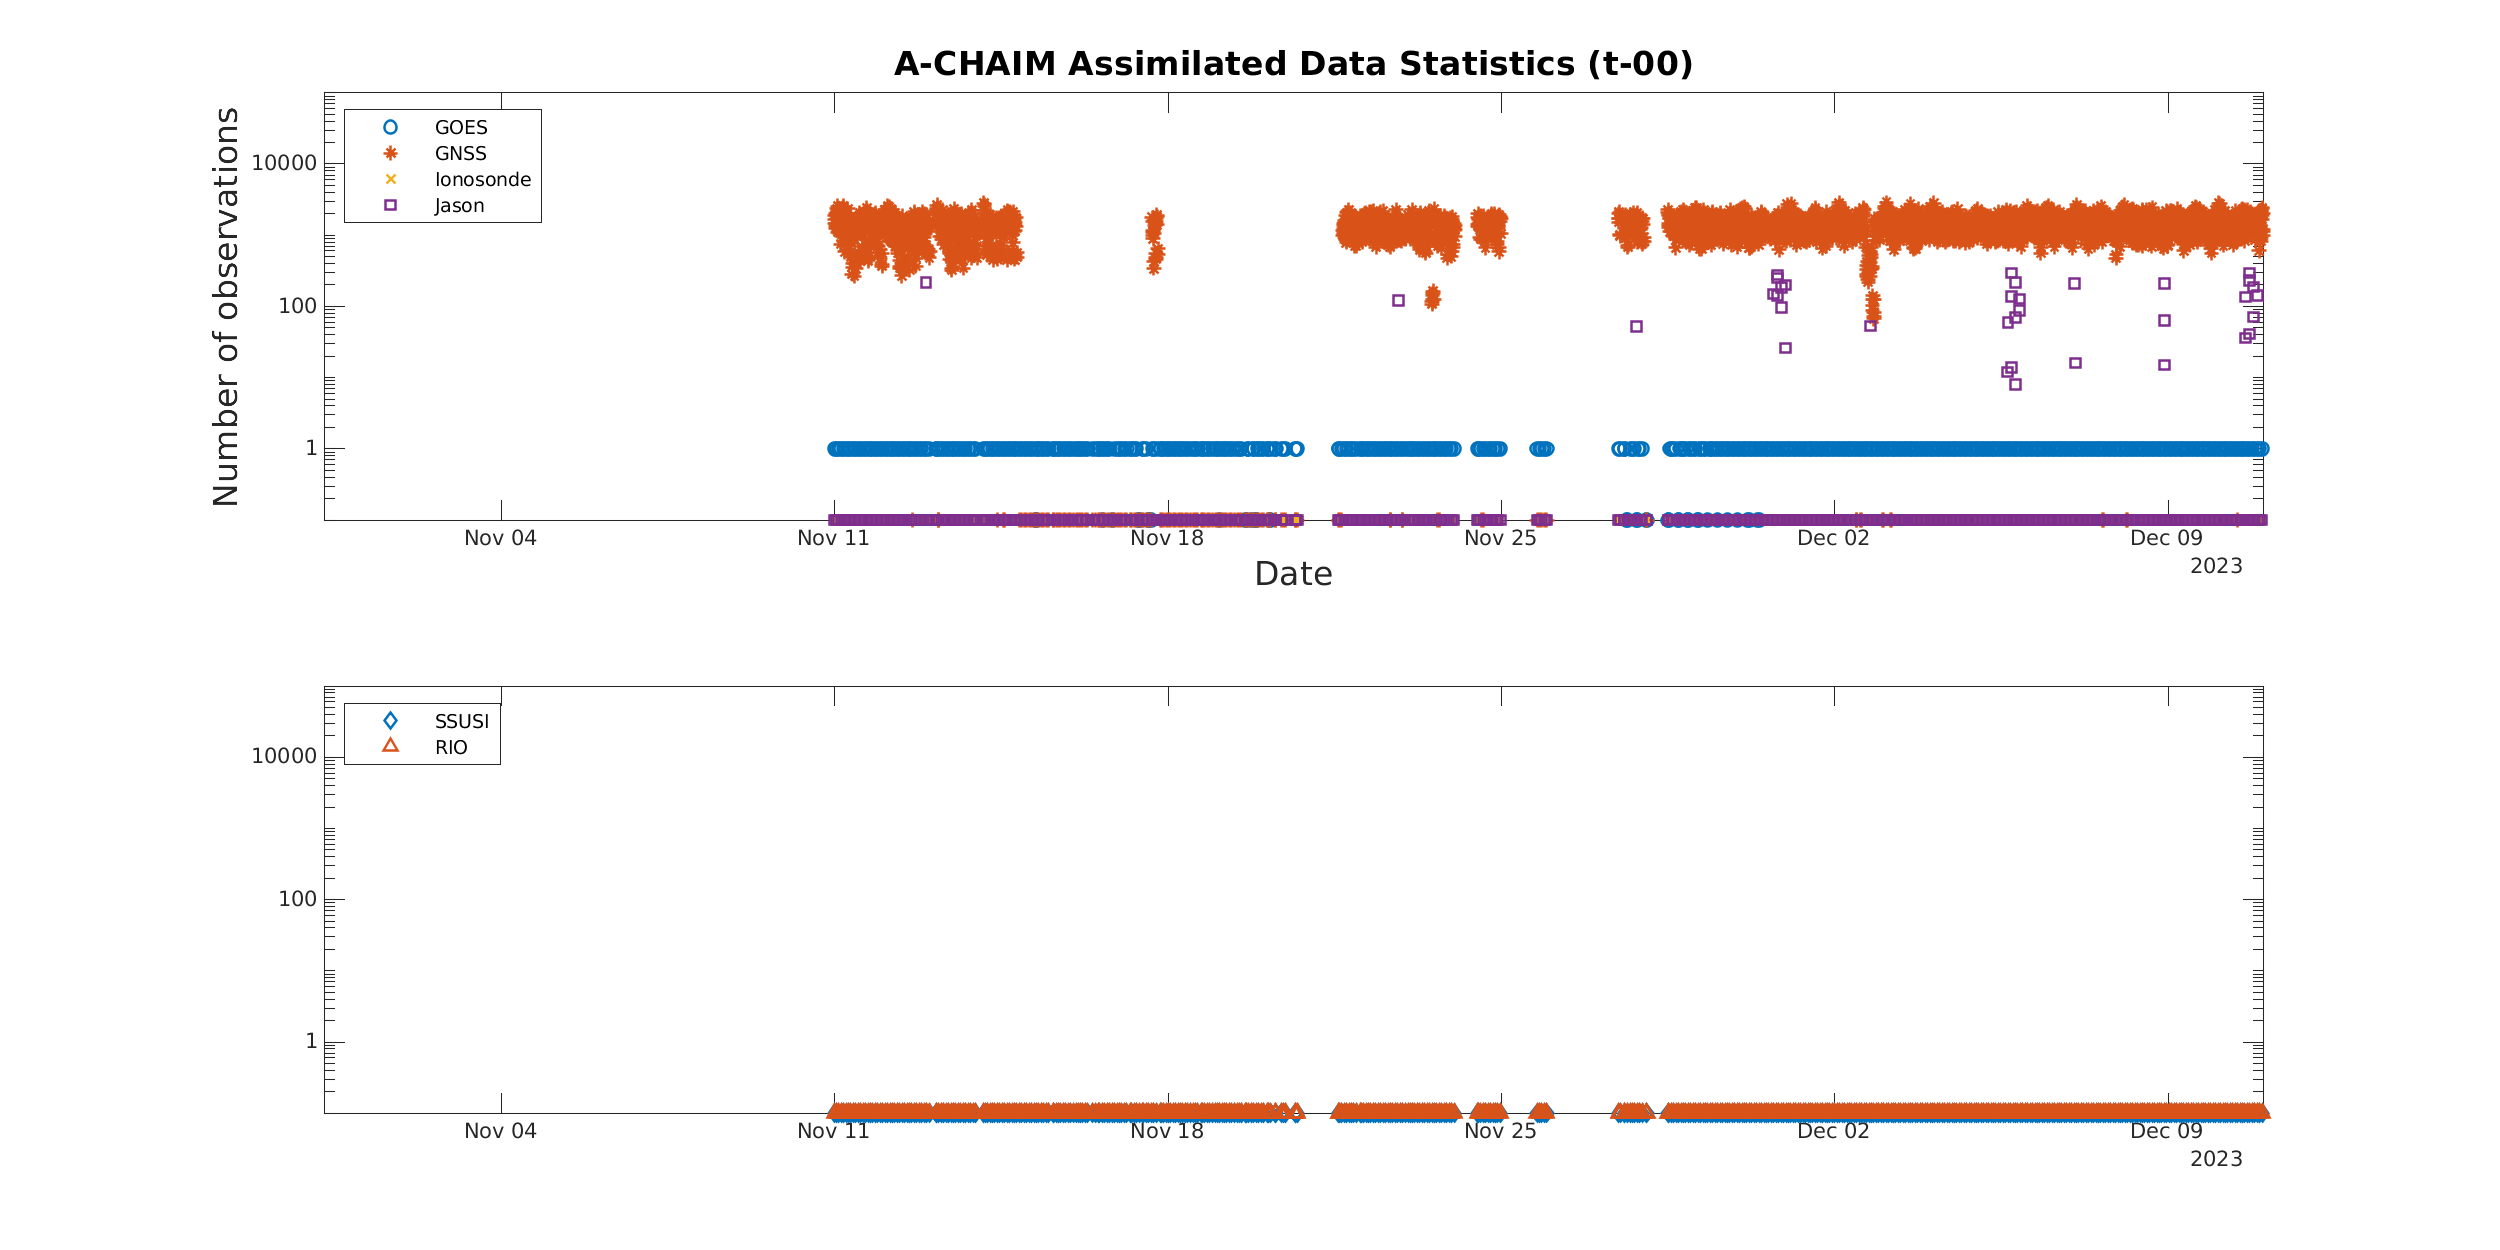 A-CHAIM Assimilated Data Statistics (t-00)
Number of observations
GOES
GNSS
Ionosonde
Jason
10000
100
1
Nov 04 Nov 11 Nov 18 Nov 25 Dec 02 Dec 09
2023
Date
SSUSI
RIO
10000
100
1
Nov 04 Nov 11 Nov 18 Nov 25 Dec 02 Dec 09
2023